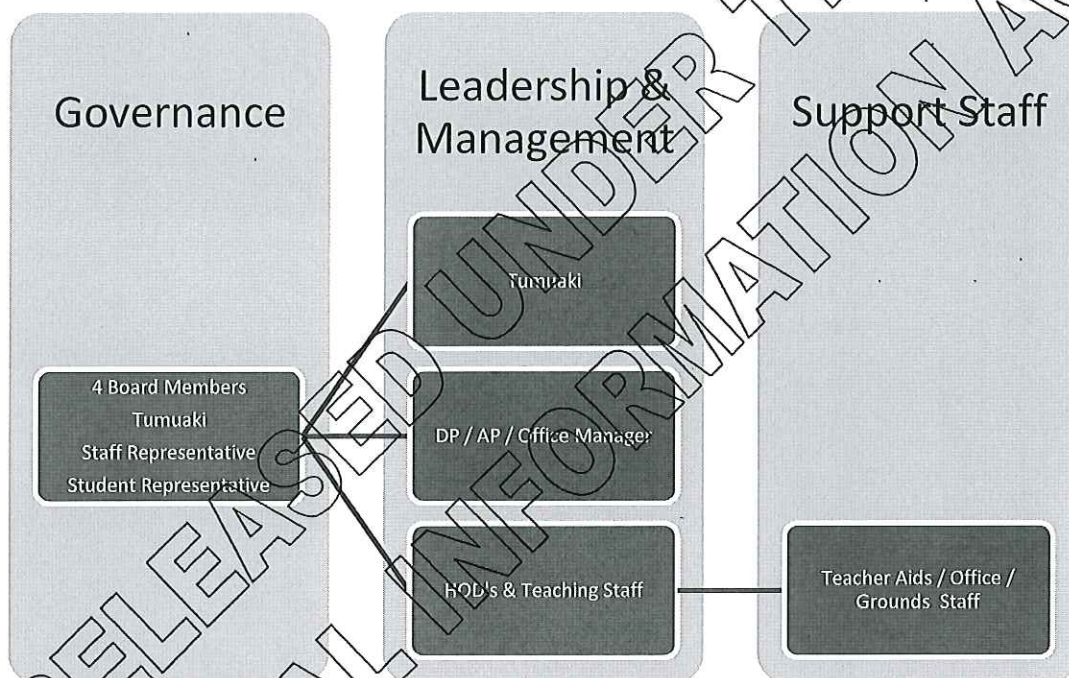 Governance
4 Board Members
Tumuaki
Staff Representative
Student Representative
Leadership &
Management
Tumuaki
DP / AP / Office Manager
HOD's & Teaching Staff
Support Staff
Teacher Aids / Office /
Grounds Staff
RELEASED UNDER T
AL INFORMATION A